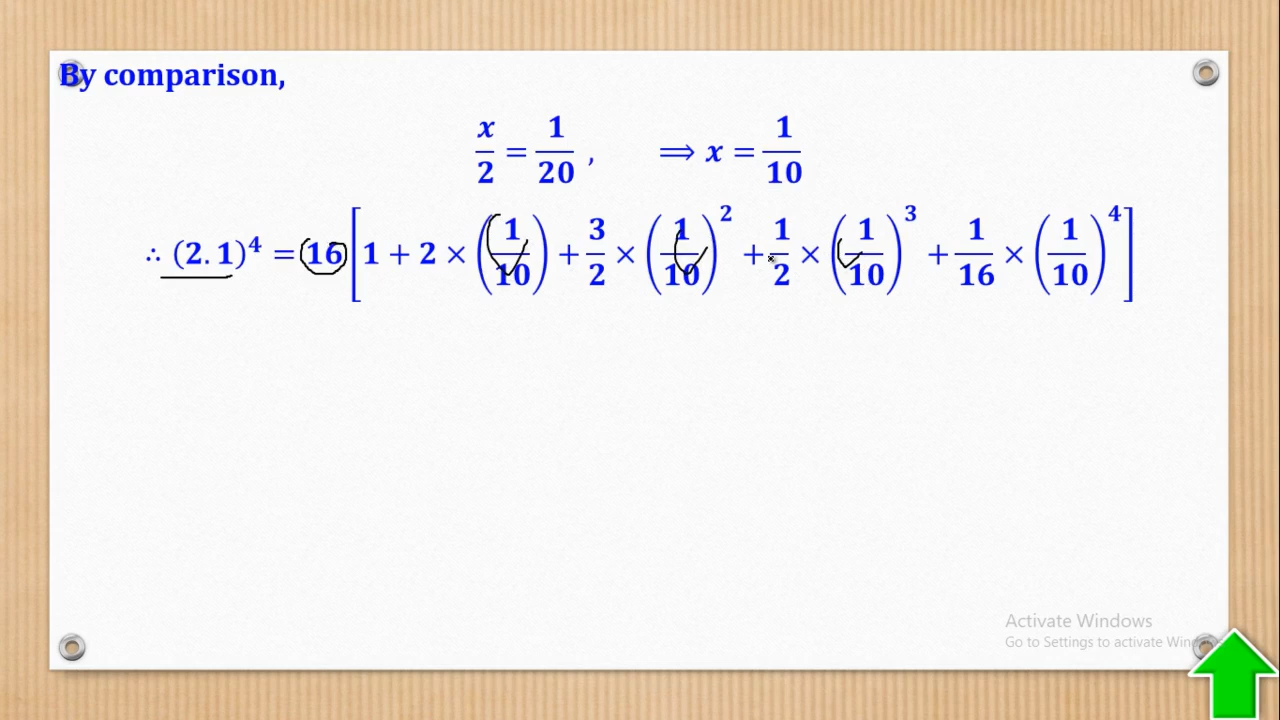 By comparison,
x/2 = 1/20 , ⟹ x = 1/10
∴ (2.1)⁴ = 16[1 + 2 × (1/10) + 3/2 × (1/10)² + 1/2 × (1/10)³ + 1/16 × (1/10)⁴]
Activate Windows
Go to Settings to activate Win